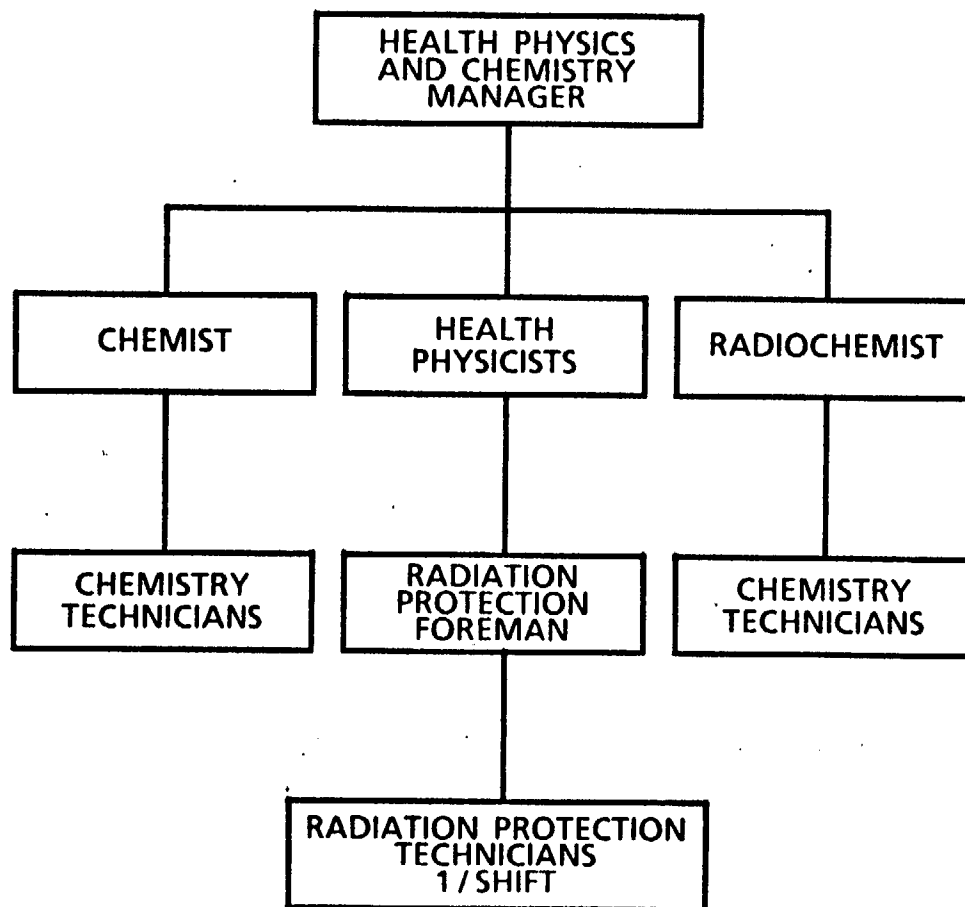 HEALTH PHYSICS
AND CHEMISTRY
MANAGER
CHEMIST
HEALTH
PHYSICISTS
RADIOCHEMIST
CHEMISTRY
TECHNICIANS
RADIATION
PROTECTION
FOREMAN
CHEMISTRY
TECHNICIANS
RADIATION PROTECTION
TECHNICIANS
1 / SHIFT